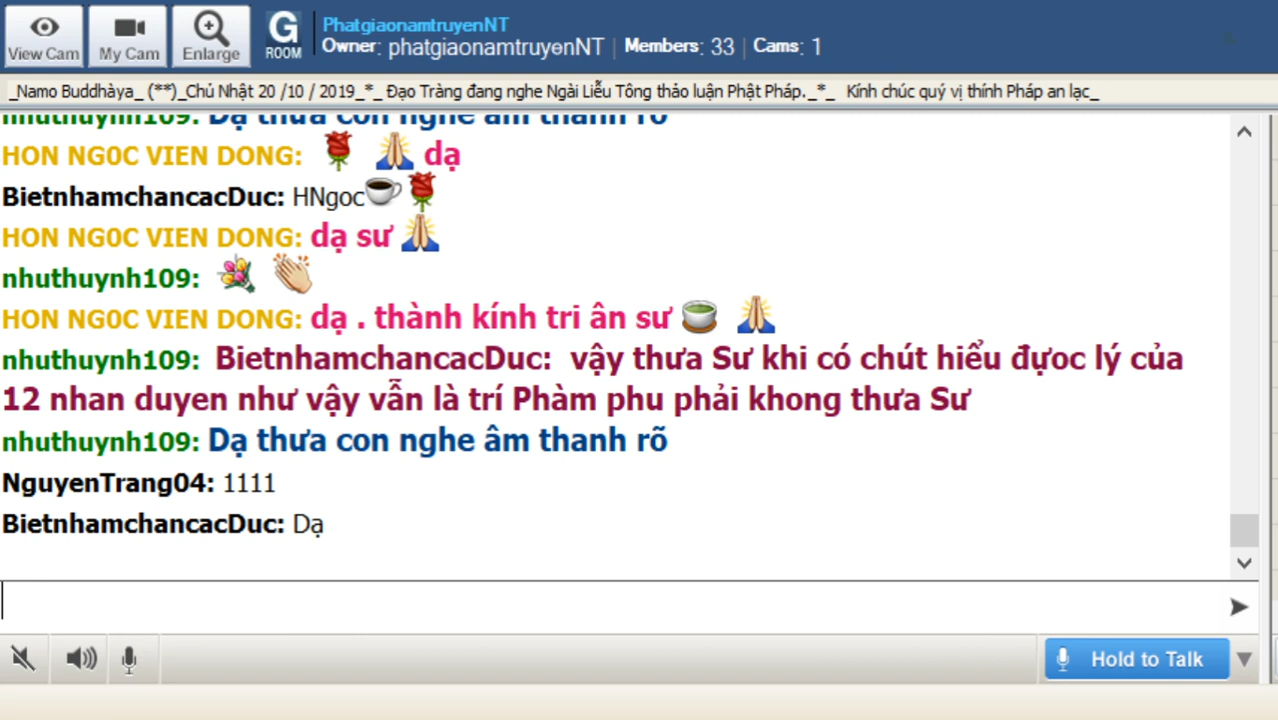 View Cam
My Cam
Enlarge
G
ROOM
PhatgiaonamtruyenNT
Owner: phatgiaonamtruyenNT | Members: 33 | Cams: 1
_Namo Buddhàya_ (**)_Chủ Nhật 20 /10 / 2019_*_ Đạo Tràng đang nghe Ngài Liễu Tông thảo luận Phật Pháp._*_ Kính chúc quý vị thính Pháp an lạc_
nhuthuynh109: Dạ thưa con nghe âm thanh rõ
HON NG0C VIEN DONG: dạ
BietnhamchancacDuc: HNgoc
HON NG0C VIEN DONG: dạ sư
nhuthuynh109:
HON NG0C VIEN DONG: dạ . thành kính tri ân sư
nhuthuynh109: BietnhamchancacDuc: vậy thưa Sư khi có chút hiểu đựoc lý của
12 nhan duyen như vậy vẫn là trí Phàm phu phải khong thưa Sư
nhuthuynh109: Dạ thưa con nghe âm thanh rõ
NguyenTrang04: 1111
BietnhamchancacDuc: Dạ
Hold to Talk